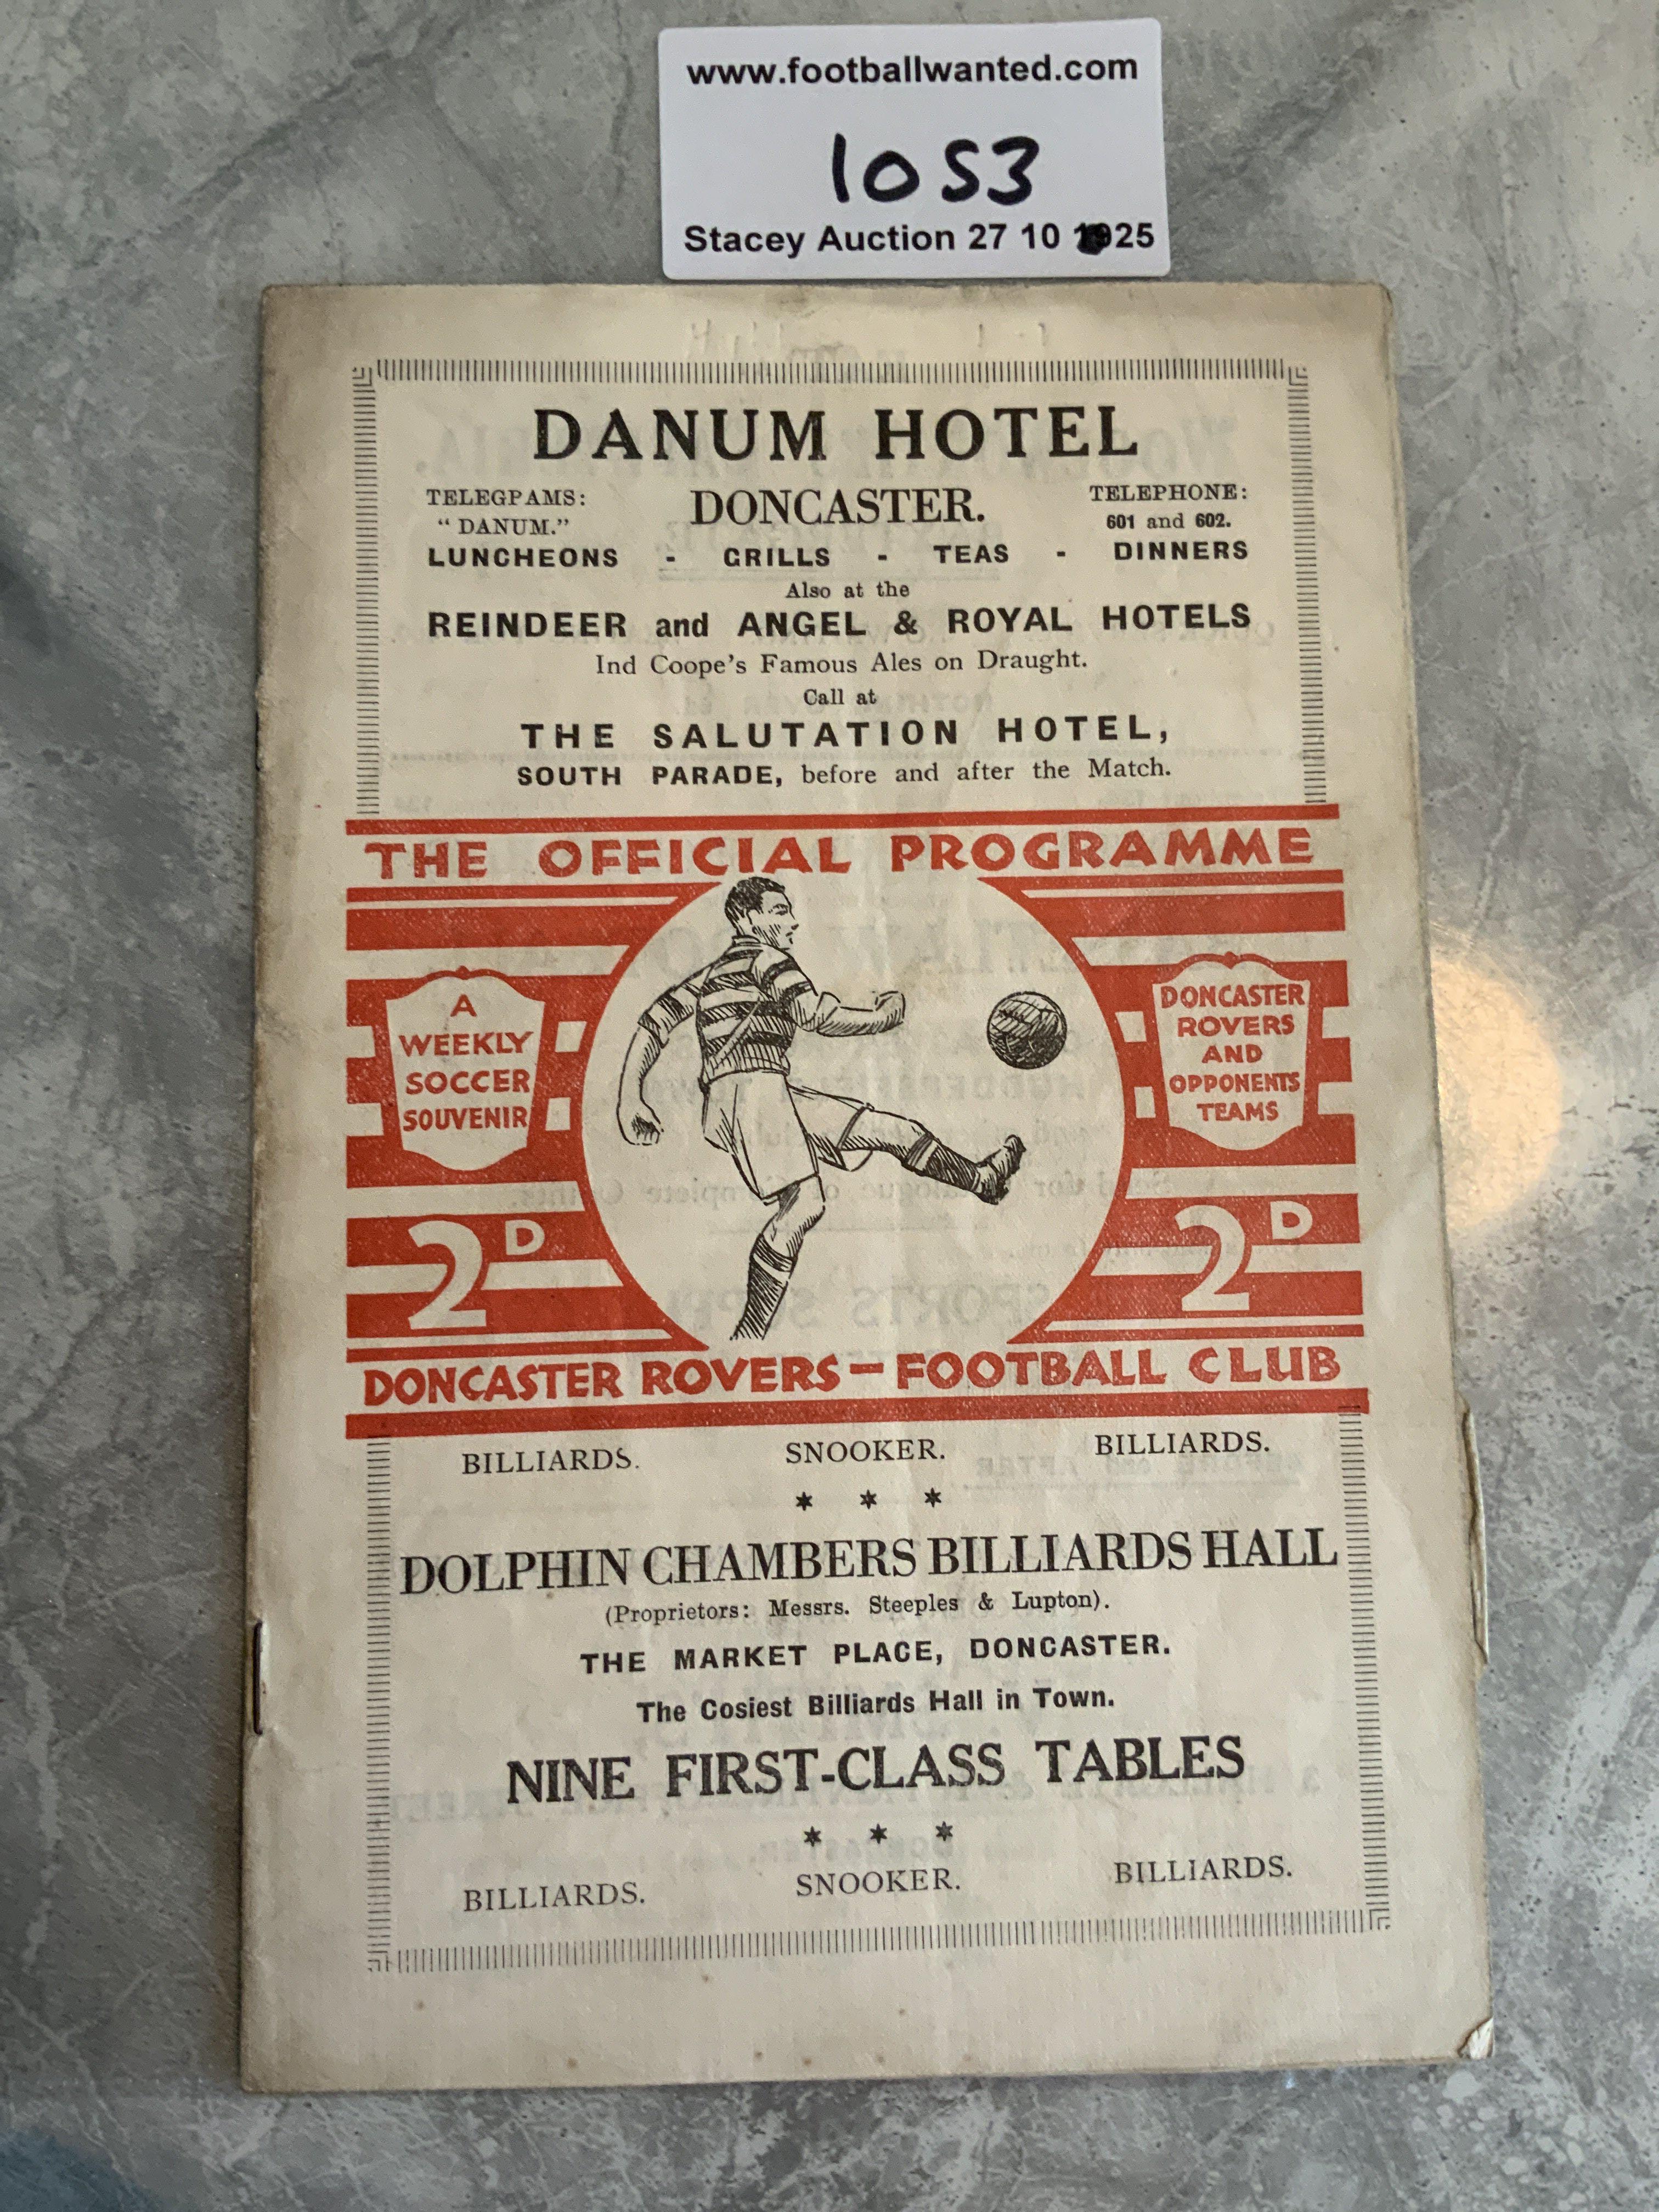 www.footballwanted.com
1053
Stacey Auction 27 10 1925
DANUM HOTEL
TELEGPAMS:
"DANUM."
DONCASTER.
TELEPHONE:
601 and 602.
LUNCHEONS - GRILLS - TEAS - DINNERS
Also at the
REINDEER and ANGEL & ROYAL HOTELS
Ind Coope's Famous Ales on Draught.
Call at
THE SALUTATION HOTEL,
SOUTH PARADE, before and after the Match.
THE OFFICIAL PROGRAMME
A
WEEKLY
SOCCER
SOUVENIR
DONCASTER
ROVERS
AND
OPPONENTS
TEAMS
2D
2D
DONCASTER ROVERS - FOOTBALL CLUB
BILLIARDS. SNOOKER. BILLIARDS.
* * *
DOLPHIN CHAMBERS BILLIARDS HALL
(Proprietors: Messrs. Steeples & Lupton).
THE MARKET PLACE, DONCASTER.
The Cosiest Billiards Hall in Town.
NINE FIRST-CLASS TABLES
* * *
BILLIARDS. SNOOKER. BILLIARDS.